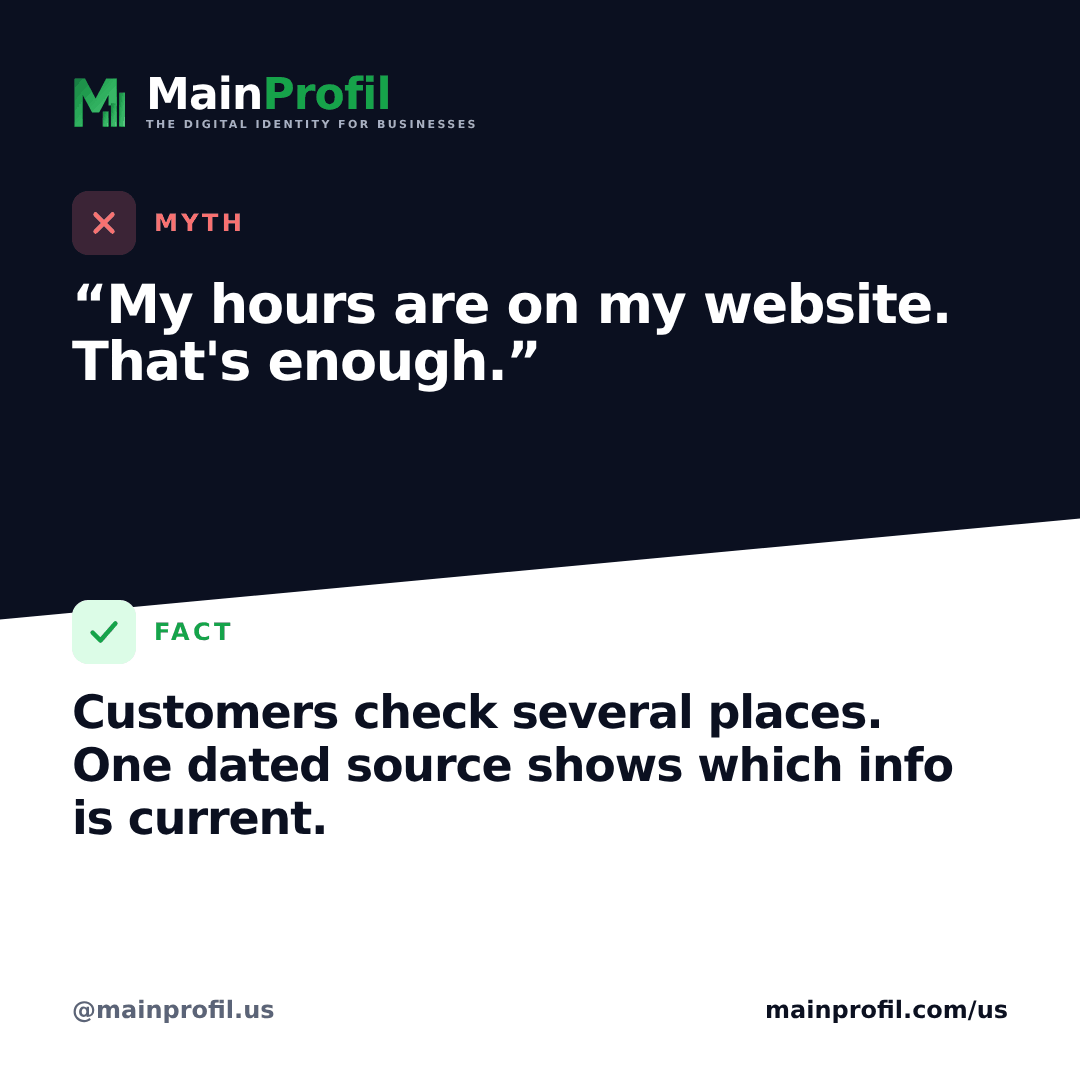 MainProfil
THE DIGITAL IDENTITY FOR BUSINESSES
MYTH
“My hours are on my website.
That's enough.”
FACT
Customers check several places.
One dated source shows which info
is current.
@mainprofil.us
mainprofil.com/us